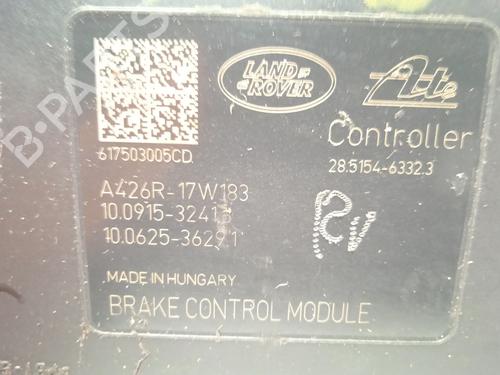 LAND ROVER
Ate
Controller
28.5154-6332.3
617503005CD
A426R-17W183
10.0915-3241.3
10.0625-3629.1
MADE IN HUNGARY
BRAKE CONTROL MODULE
B-PARTS